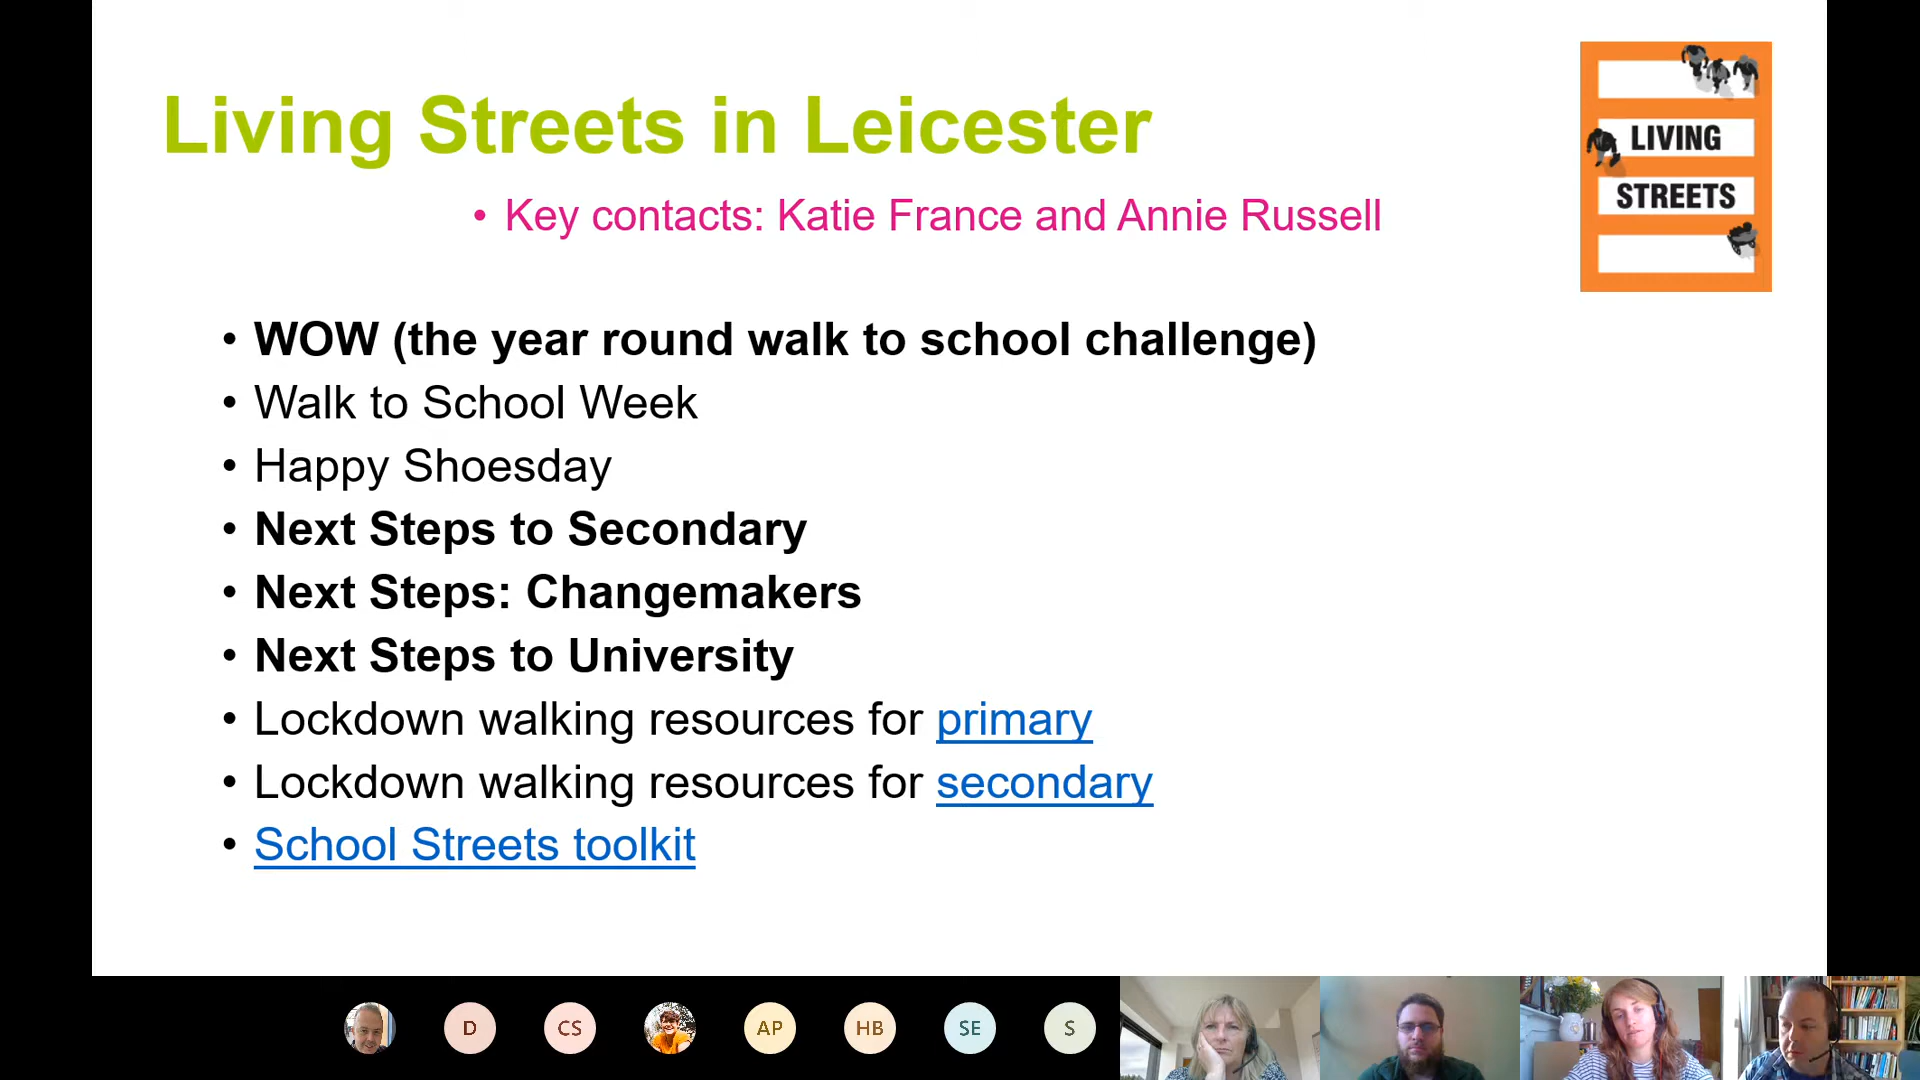 Living Streets in Leicester
LIVING
STREETS
• Key contacts: Katie France and Annie Russell
• WOW (the year round walk to school challenge)
• Walk to School Week
• Happy Shoesday
• Next Steps to Secondary
• Next Steps: Changemakers
• Next Steps to University
• Lockdown walking resources for primary
• Lockdown walking resources for secondary
• School Streets toolkit
D
CS
AP
HB
SE
S